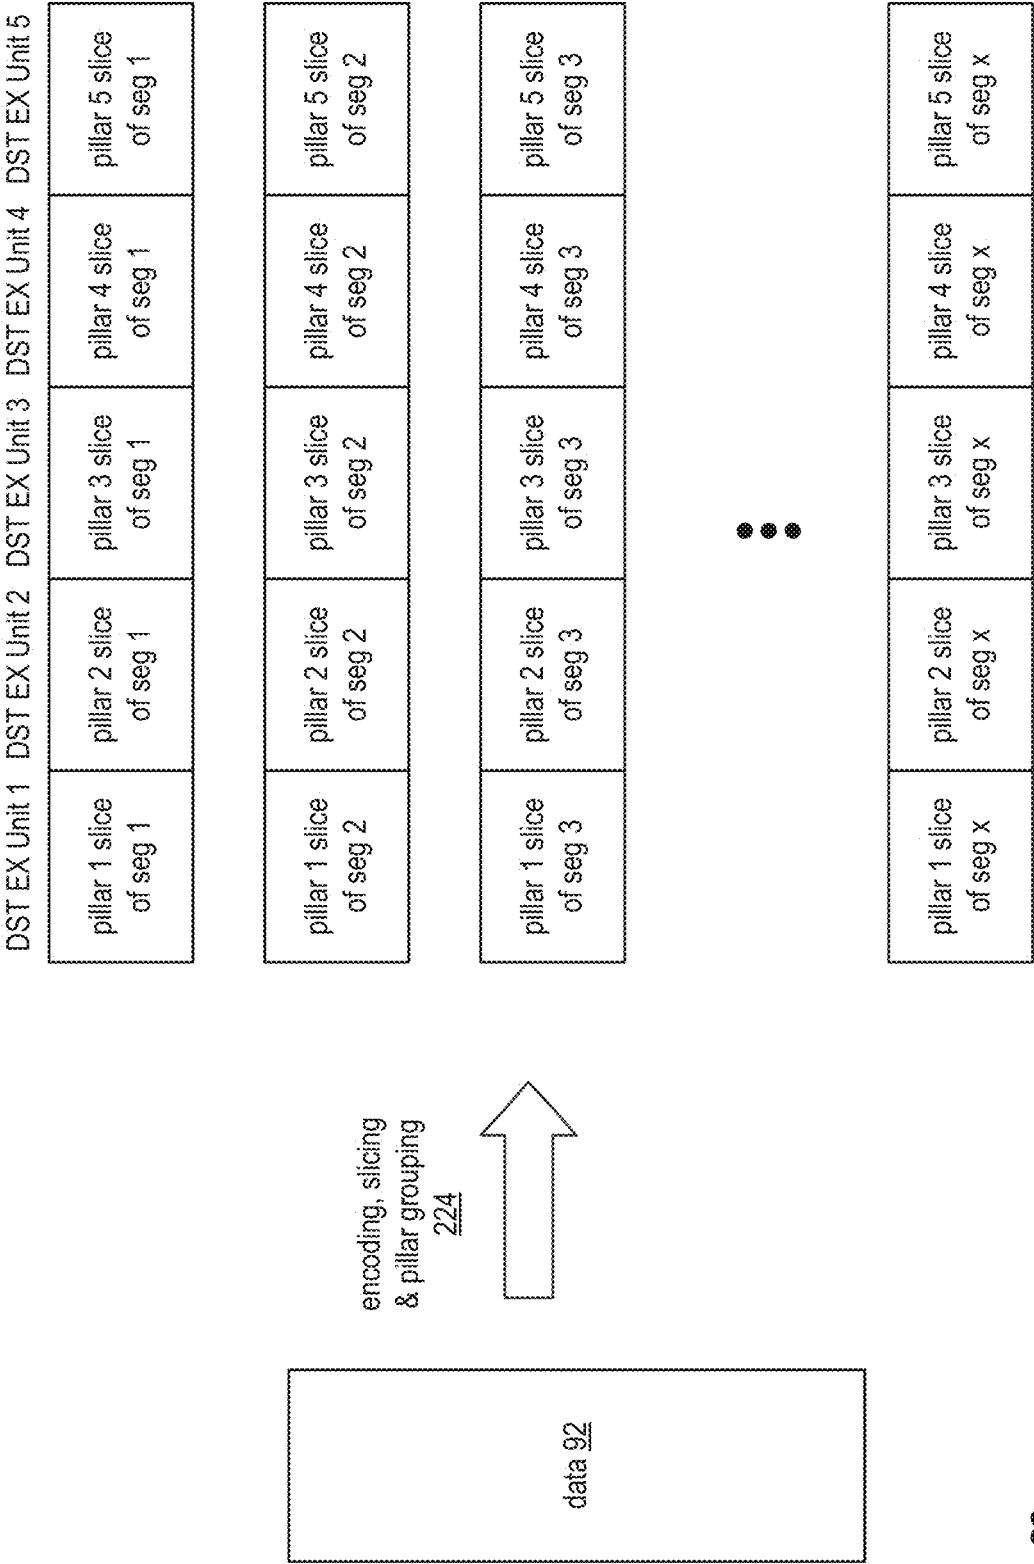 DST EX Unit 1 DST EX Unit 2 DST EX Unit 3 DST EX Unit 4 DST EX Unit 5
pillar 1 slice
of seg 1
pillar 2 slice
of seg 1
pillar 3 slice
of seg 1
pillar 4 slice
of seg 1
pillar 5 slice
of seg 1
pillar 1 slice
of seg 2
pillar 2 slice
of seg 2
pillar 3 slice
of seg 2
pillar 4 slice
of seg 2
pillar 5 slice
of seg 2
pillar 1 slice
of seg 3
pillar 2 slice
of seg 3
pillar 3 slice
of seg 3
pillar 4 slice
of seg 3
pillar 5 slice
of seg 3
pillar 1 slice
of seg x
pillar 2 slice
of seg x
pillar 3 slice
of seg x
pillar 4 slice
of seg x
pillar 5 slice
of seg x
encoding, slicing
& pillar grouping
224
data 92